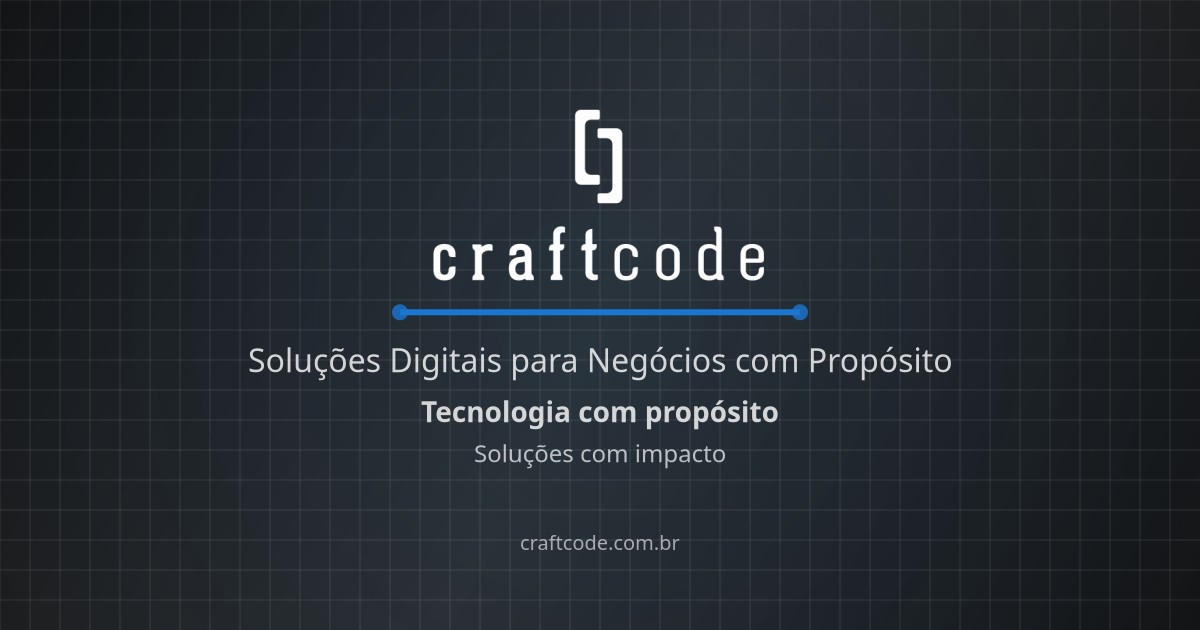 craftcode
Soluções Digitais para Negócios com Propósito
Tecnologia com propósito
Soluções com impacto
craftcode.com.br